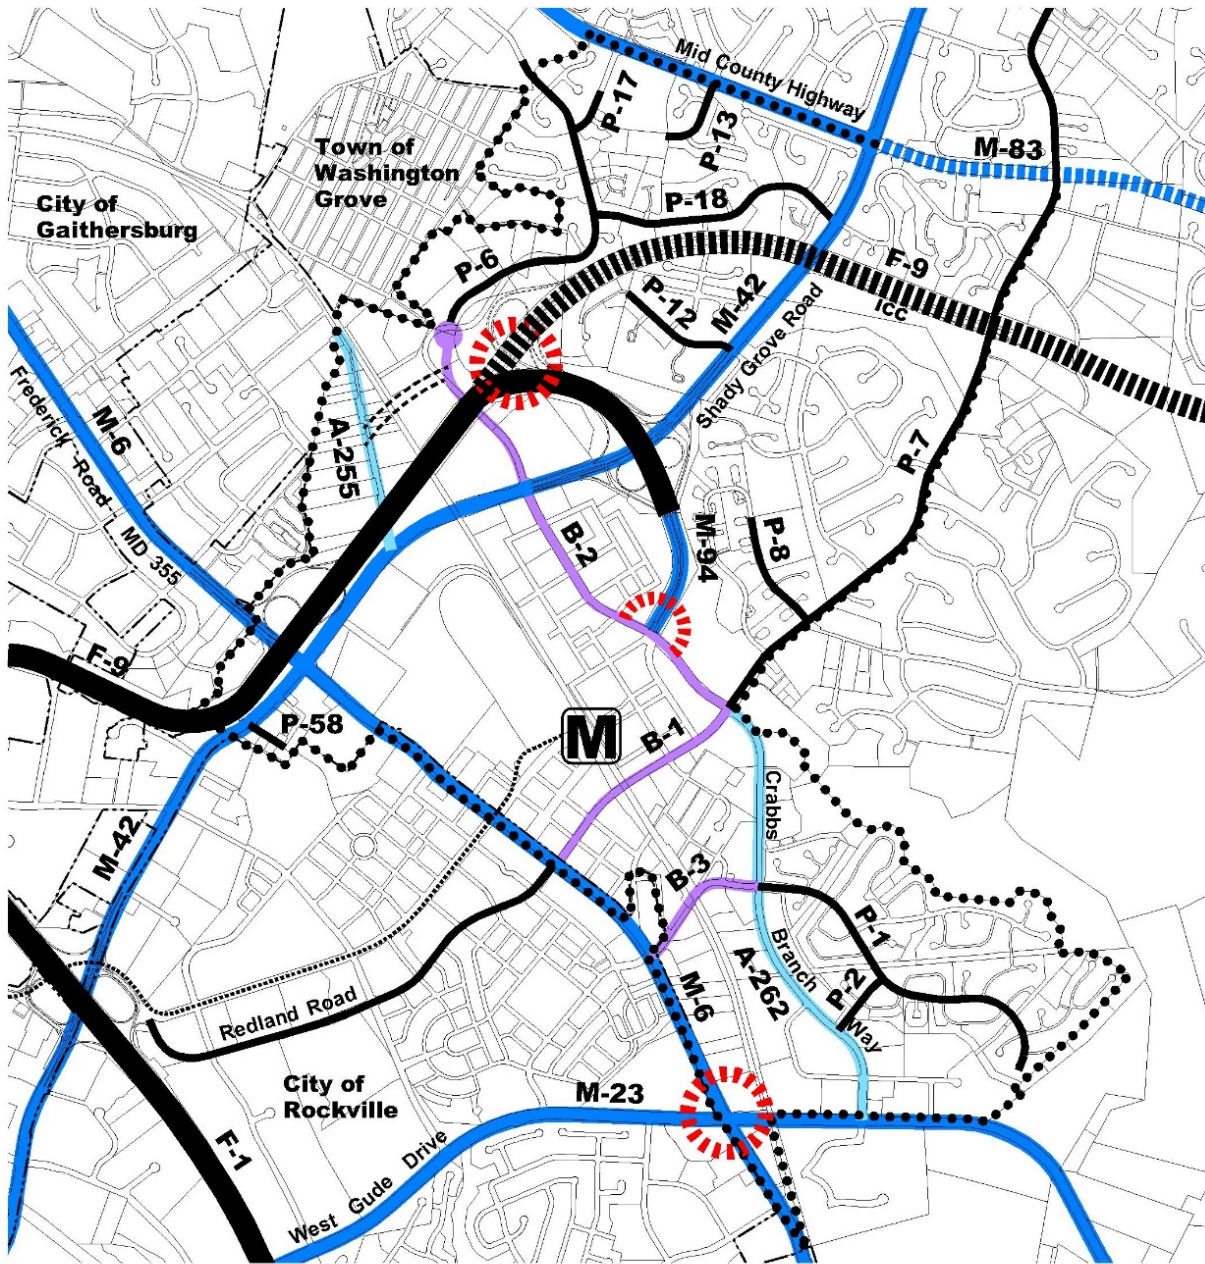 Mid County Highway
P-17
P-13
M-83
Town of
Washington
Grove
P-18
City of
Gaithersburg
P-6
F-9
ICC
P-12
M-42
Shady Grove Road
M-6
Frederick Road MD 355
A-255
P-7
B-2
M-94
P-8
F-9
P-58
M
B-1
Crabbs
M-42
B-3
P-1
Branch
A-262
P-2
Way
M-6
Redland Road
City of
Rockville
M-23
F-1
West Gude Drive